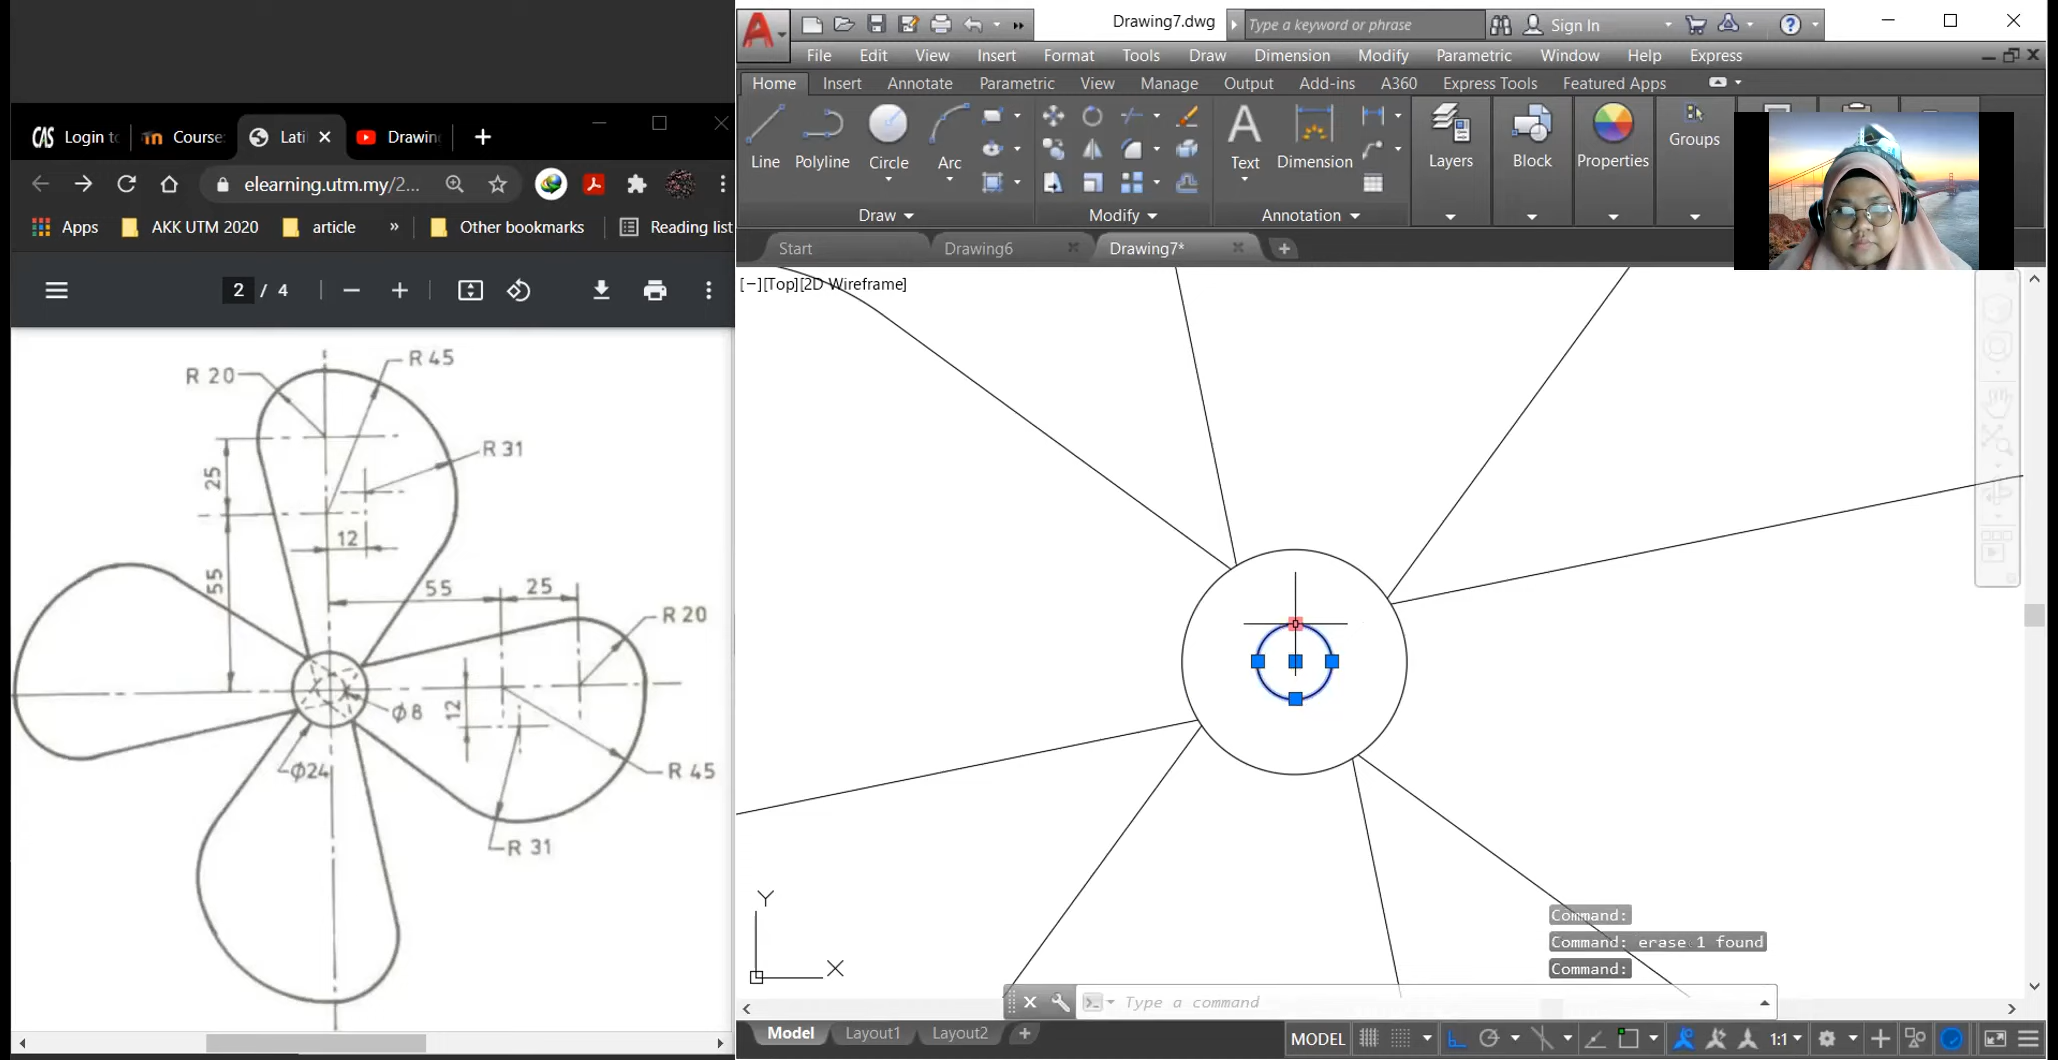 CAS Login to
Course:
Lati
Drawing
elearning.utm.my/2...
Apps
AKK UTM 2020
article
»
Other bookmarks
Reading list
2 / 4
R 45
R 20
R 31
25
12
55
55
25
R 20
12
Φ8
Φ24
R 45
R 31
A
Drawing7.dwg
Type a keyword or phrase
Sign In
File Edit View Insert Format Tools Draw Dimension Modify Parametric Window Help Express
Home Insert Annotate Parametric View Manage Output Add-ins A360 Express Tools Featured Apps
Line Polyline Circle Arc
Text Dimension
Layers Block Properties Groups
Draw Modify Annotation
Start Drawing6 Drawing7*
[−][Top][2D Wireframe]
Y
X
Command:
Command: erase 1 found
Command:
Type a command
Model Layout1 Layout2
MODEL 1:1